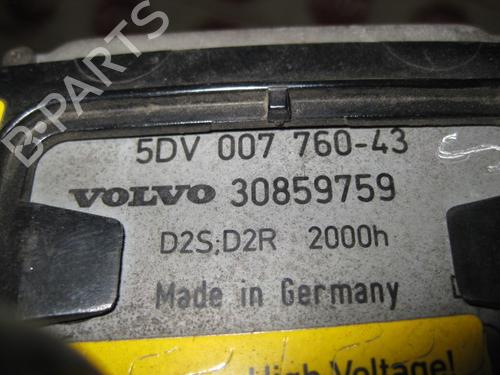 B-PARTS
5DV 007 760-43
VOLVO 30859759
D2S;D2R 2000h
Made in Germany
High Voltage!